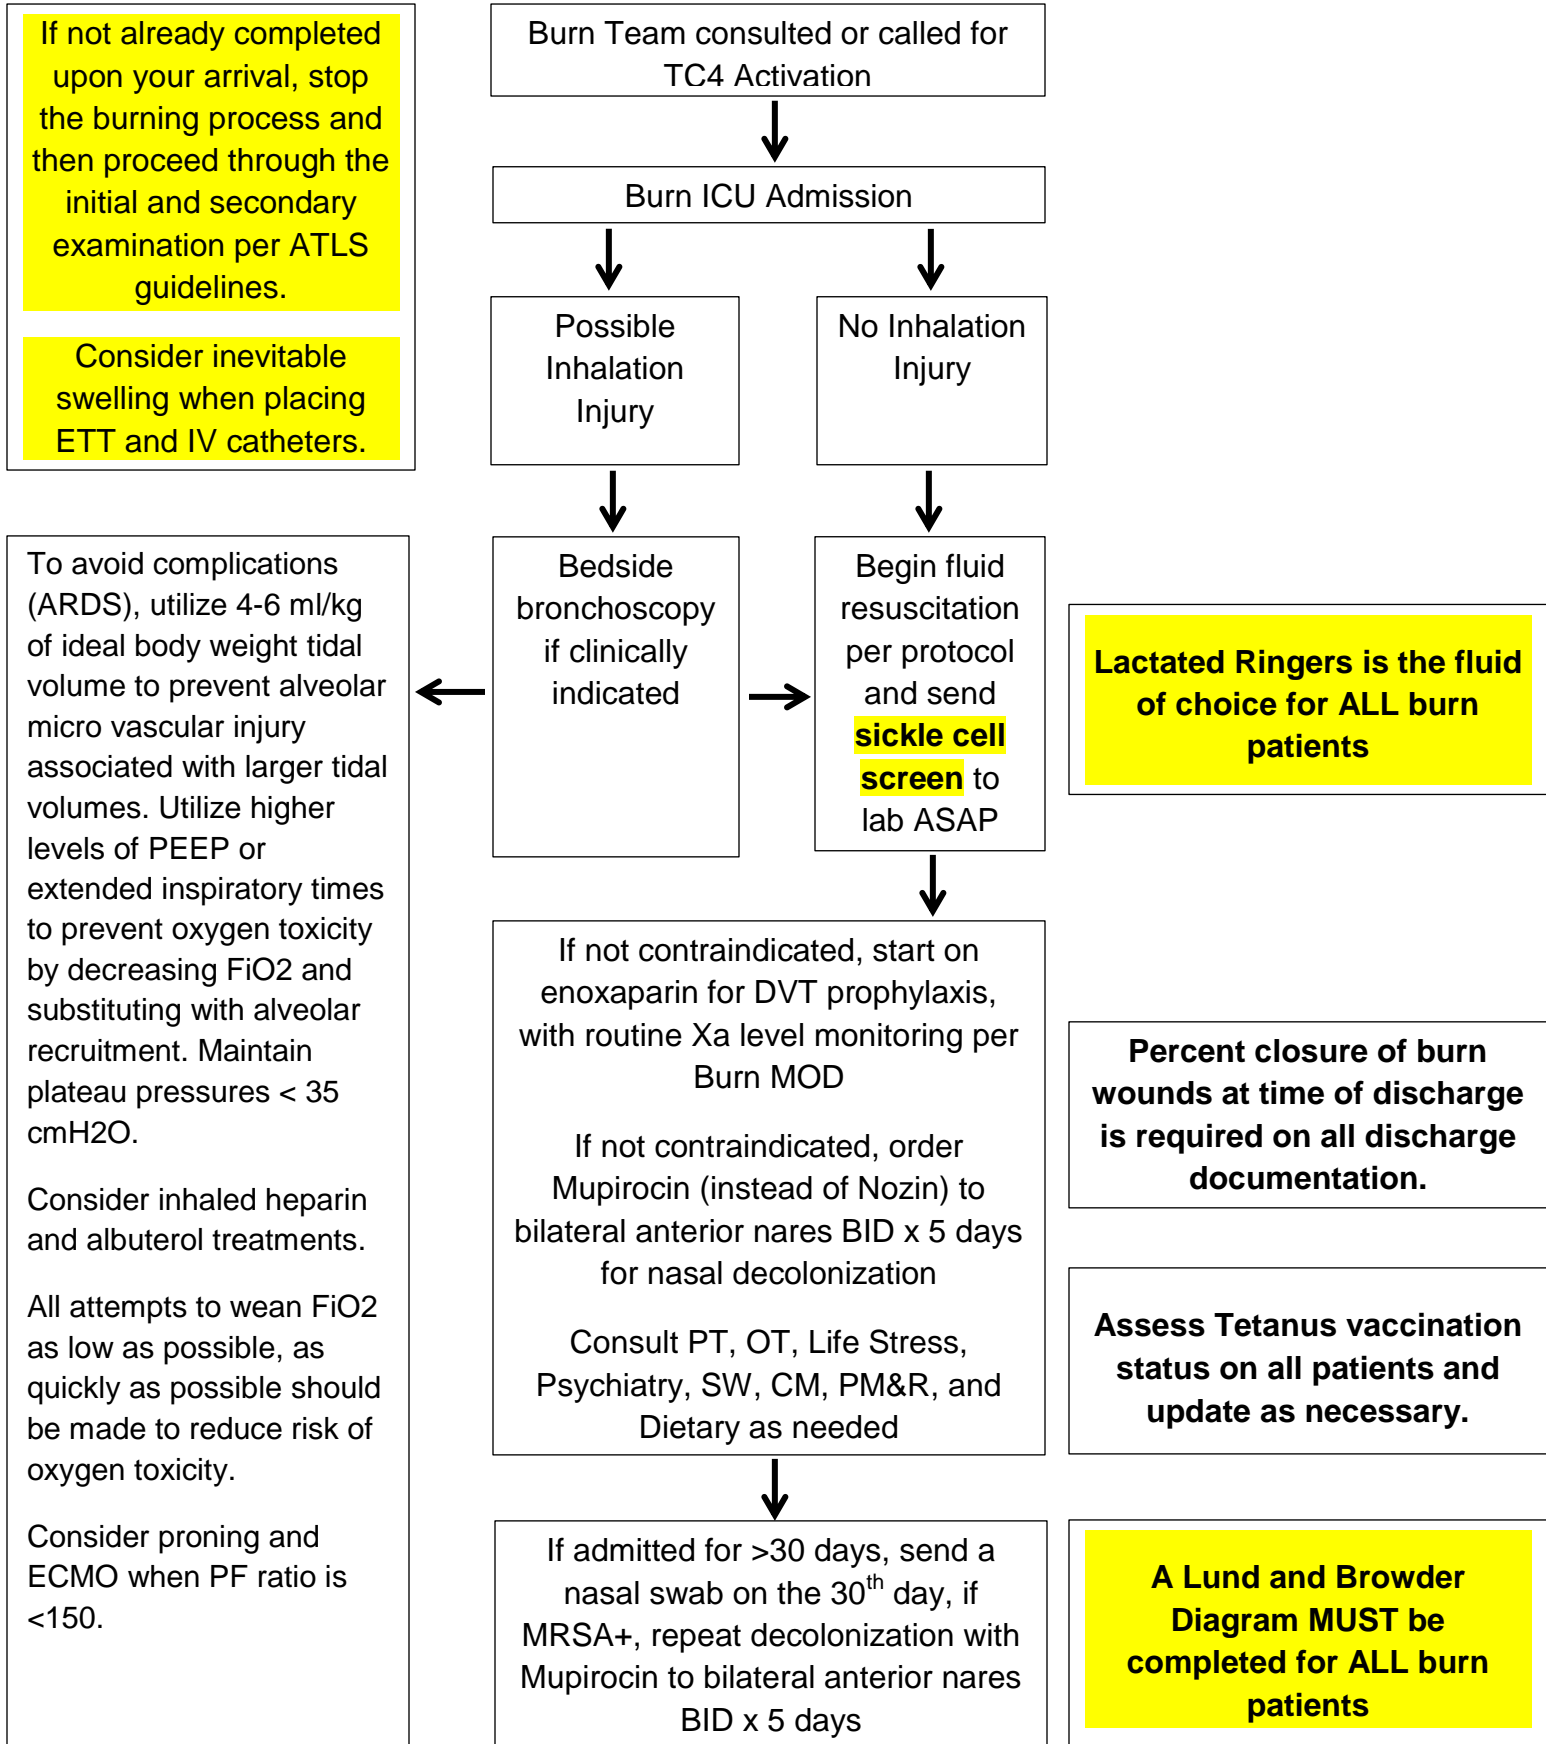 If not already completed
upon your arrival, stop
the burning process and
then proceed through the
initial and secondary
examination per ATLS
guidelines.
Consider inevitable
swelling when placing
ETT and IV catheters.
Burn Team consulted or called for
TC4 Activation
Burn ICU Admission
Possible
Inhalation
Injury
No Inhalation
Injury
To avoid complications
(ARDS), utilize 4-6 ml/kg
of ideal body weight tidal
volume to prevent alveolar
micro vascular injury
associated with larger tidal
volumes. Utilize higher
levels of PEEP or
extended inspiratory times
to prevent oxygen toxicity
by decreasing FiO2 and
substituting with alveolar
recruitment. Maintain
plateau pressures < 35
cmH2O.
Consider inhaled heparin
and albuterol treatments.
All attempts to wean FiO2
as low as possible, as
quickly as possible should
be made to reduce risk of
oxygen toxicity.
Consider proning and
ECMO when PF ratio is
<150.
Bedside
bronchoscopy
if clinically
indicated
Begin fluid
resuscitation
per protocol
and send
sickle cell
screen to
lab ASAP
Lactated Ringers is the fluid
of choice for ALL burn
patients
If not contraindicated, start on
enoxaparin for DVT prophylaxis,
with routine Xa level monitoring per
Burn MOD
If not contraindicated, order
Mupirocin (instead of Nozin) to
bilateral anterior nares BID x 5 days
for nasal decolonization
Consult PT, OT, Life Stress,
Psychiatry, SW, CM, PM&R, and
Dietary as needed
Percent closure of burn
wounds at time of discharge
is required on all discharge
documentation.
Assess Tetanus vaccination
status on all patients and
update as necessary.
If admitted for >30 days, send a
nasal swab on the 30th day, if
MRSA+, repeat decolonization with
Mupirocin to bilateral anterior nares
BID x 5 days
A Lund and Browder
Diagram MUST be
completed for ALL burn
patients